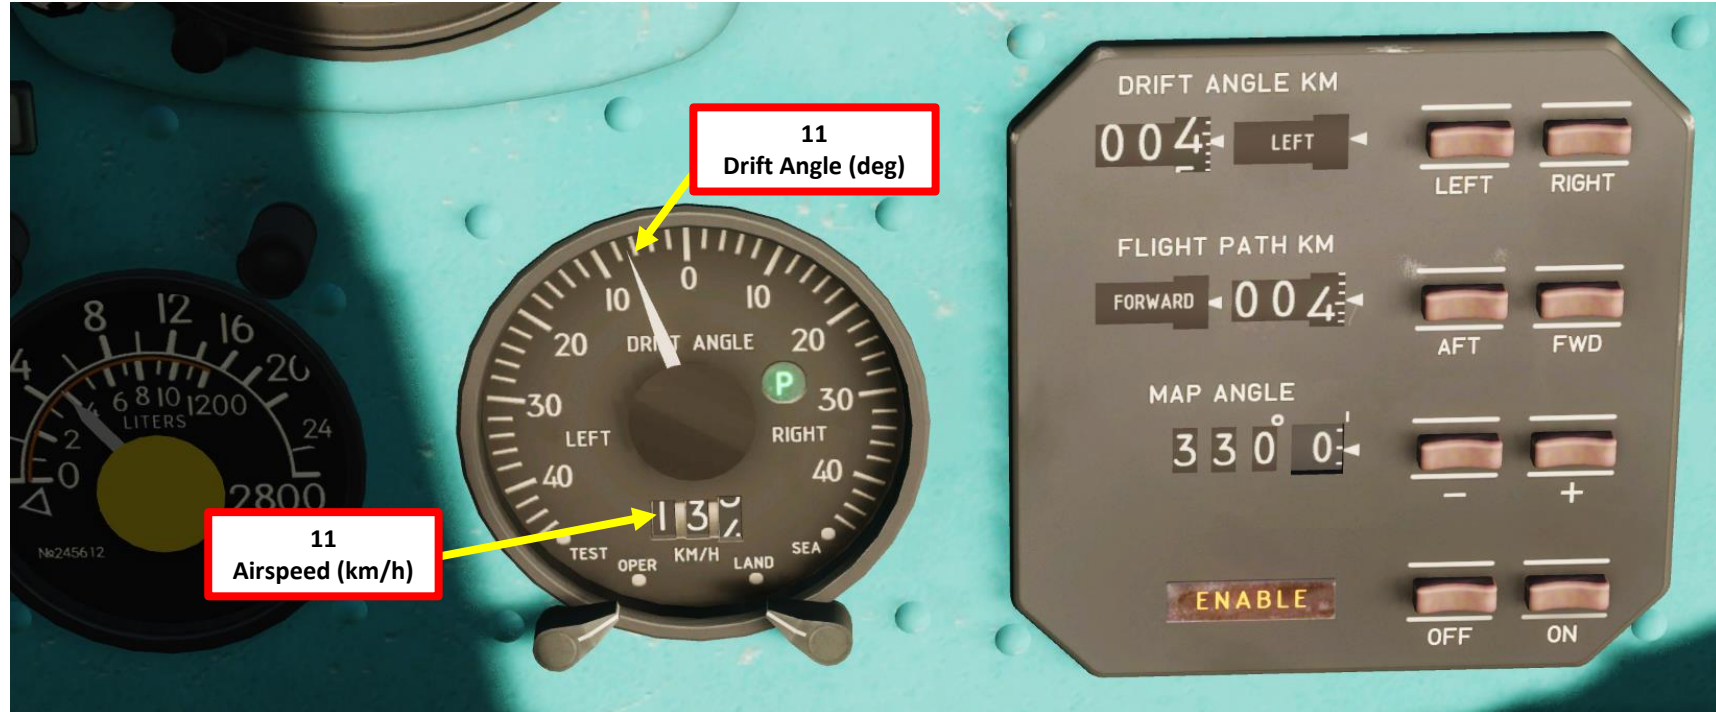 11
Drift Angle (deg)
0
10
10
20
DRIFT ANGLE
20
P
30
30
LEFT
RIGHT
40
40
13
TEST
KM/H
SEA
OPER
LAND
4
8
12
16
20
24
2800
0
2
4
6 8 10 1200
LITERS
№245612
11
Airspeed (km/h)
DRIFT ANGLE KM
004
LEFT
LEFT
RIGHT
FLIGHT PATH KM
FORWARD
004
AFT
FWD
MAP ANGLE
330° 0
-
+
ENABLE
OFF
ON